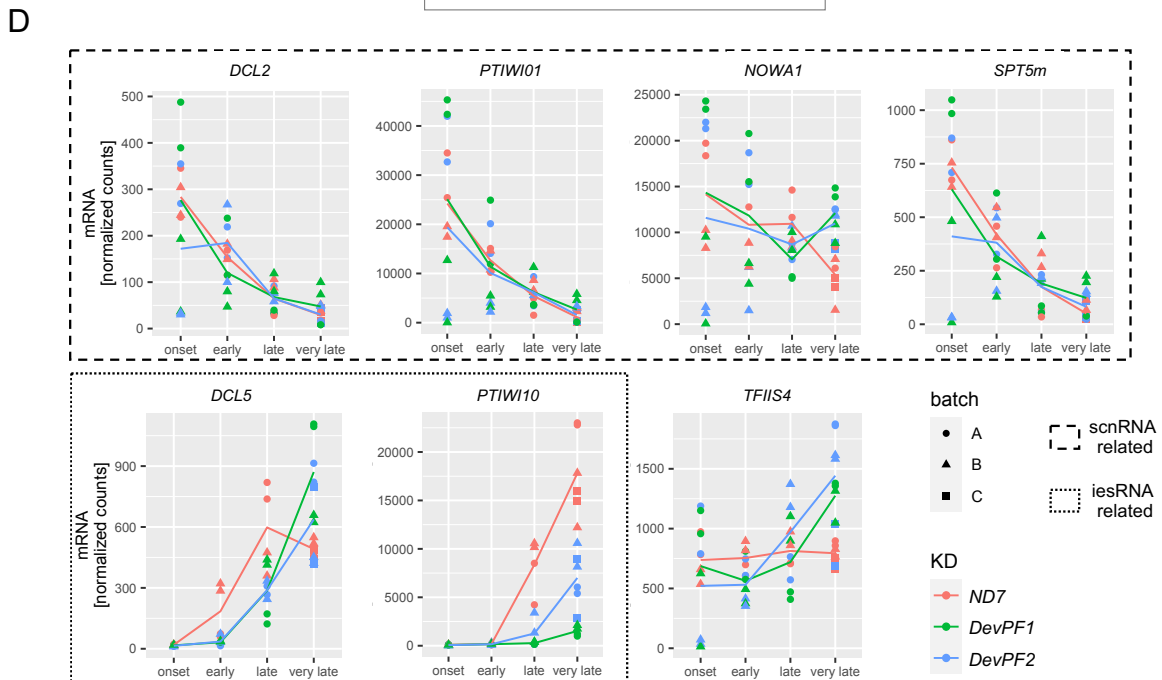 D
DCL2
PTIWI01
NOWA1
SPT5m
mRNA
[normalized counts]
500
400
300
200
100
0
onset early late very late
40000
30000
20000
10000
0
onset early late very late
25000
20000
15000
10000
5000
0
onset early late very late
1000
750
500
250
0
onset early late very late
DCL5
PTIWI10
TFIIS4
mRNA
[normalized counts]
900
600
300
0
onset early late very late
20000
15000
10000
5000
0
onset early late very late
1500
1000
500
0
onset early late very late
batch
A
B
C
scnRNA
related
iesRNA
related
KD
ND7
DevPF1
DevPF2